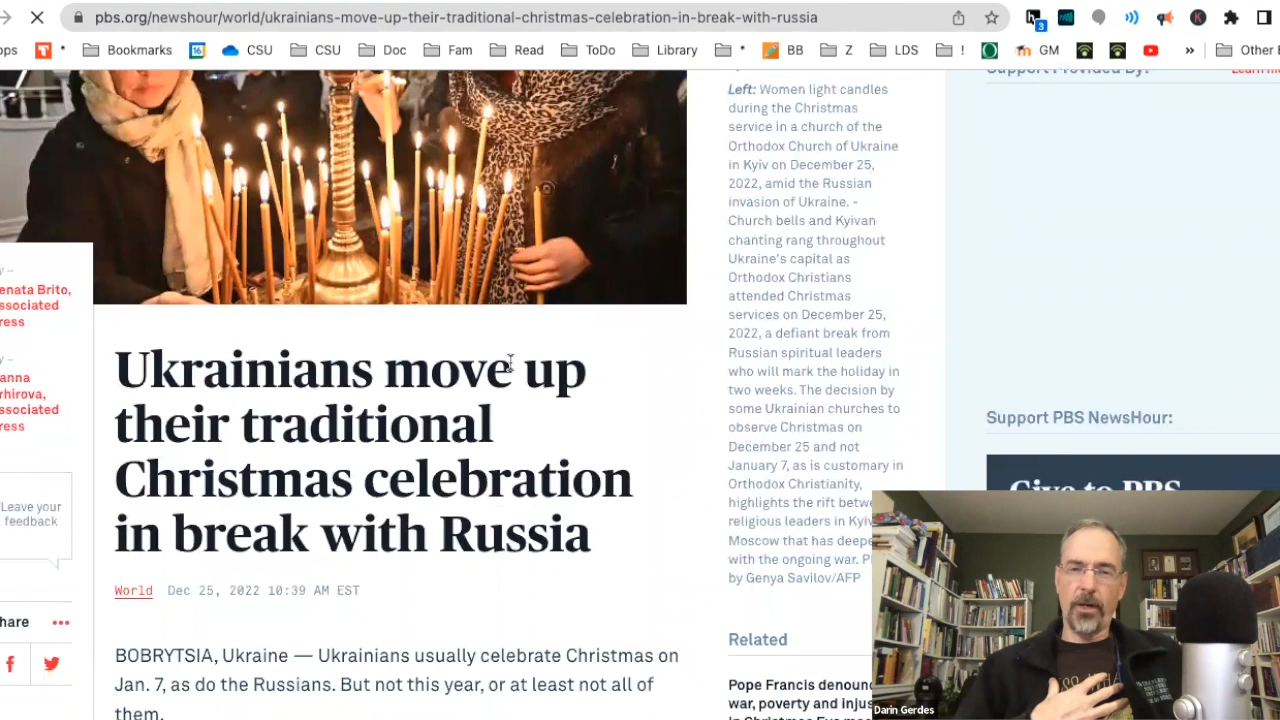 pbs.org/newshour/world/ukrainians-move-up-their-traditional-christmas-celebration-in-break-with-russia
3
Bookmarks
16
CSU
CSU
Doc
Fam
Read
ToDo
Library
*
BB
Z
LDS
!
GM
»
Other
Left: Women light candles
during the Christmas
service in a church of the
Orthodox Church of Ukraine
in Kyiv on December 25,
2022, amid the Russian
invasion of Ukraine. -
Church bells and Kyivan
chanting rang throughout
Ukraine's capital as
Orthodox Christians
attended Christmas
services on December 25,
2022, a defiant break from
Russian spiritual leaders
who will mark the holiday in
two weeks. The decision by
some Ukrainian churches to
observe Christmas on
December 25 and not
January 7, as is customary in
Orthodox Christianity,
highlights the rift betw
religious leaders in Kyi
Moscow that has deep
with the ongoing war. P
by Genya Savilov/AFP
Related
Pope Francis denoun
war, poverty and inju
Support Provided By:
Support PBS NewsHour:
Give to PBS
enata Brito,
ssociated
ress
anna
rhirova,
ssociated
ress
Leave your
feedback
hare
Ukrainians move up
their traditional
Christmas celebration
in break with Russia
World Dec 25, 2022 10:39 AM EST
BOBRYTSIA, Ukraine — Ukrainians usually celebrate Christmas on
Jan. 7, as do the Russians. But not this year, or at least not all of
them.
Darin Gerdes